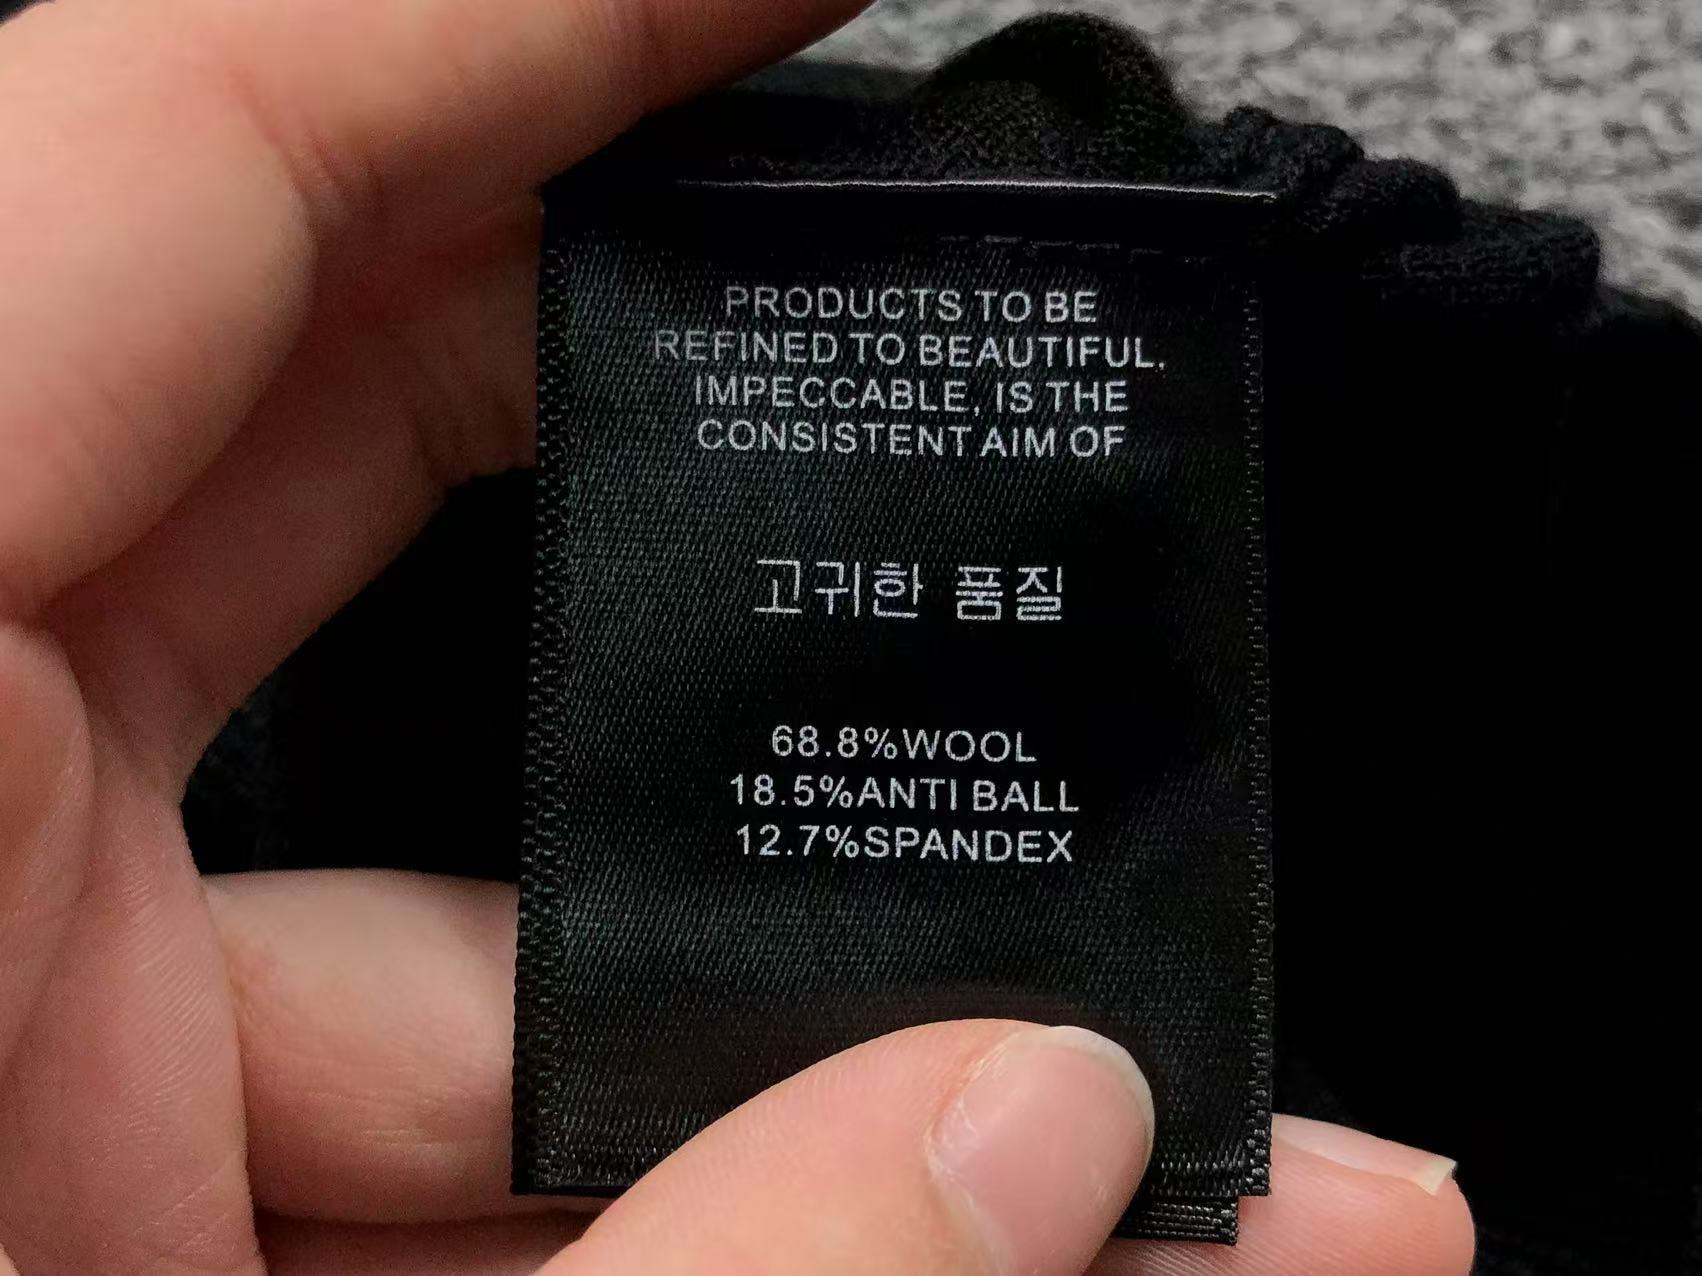 PRODUCTS TO BE
REFINED TO BEAUTIFUL.
IMPECCABLE, IS THE
CONSISTENT AIM OF
고귀한 품질
68.8%WOOL
18.5%ANTI BALL
12.7%SPANDEX